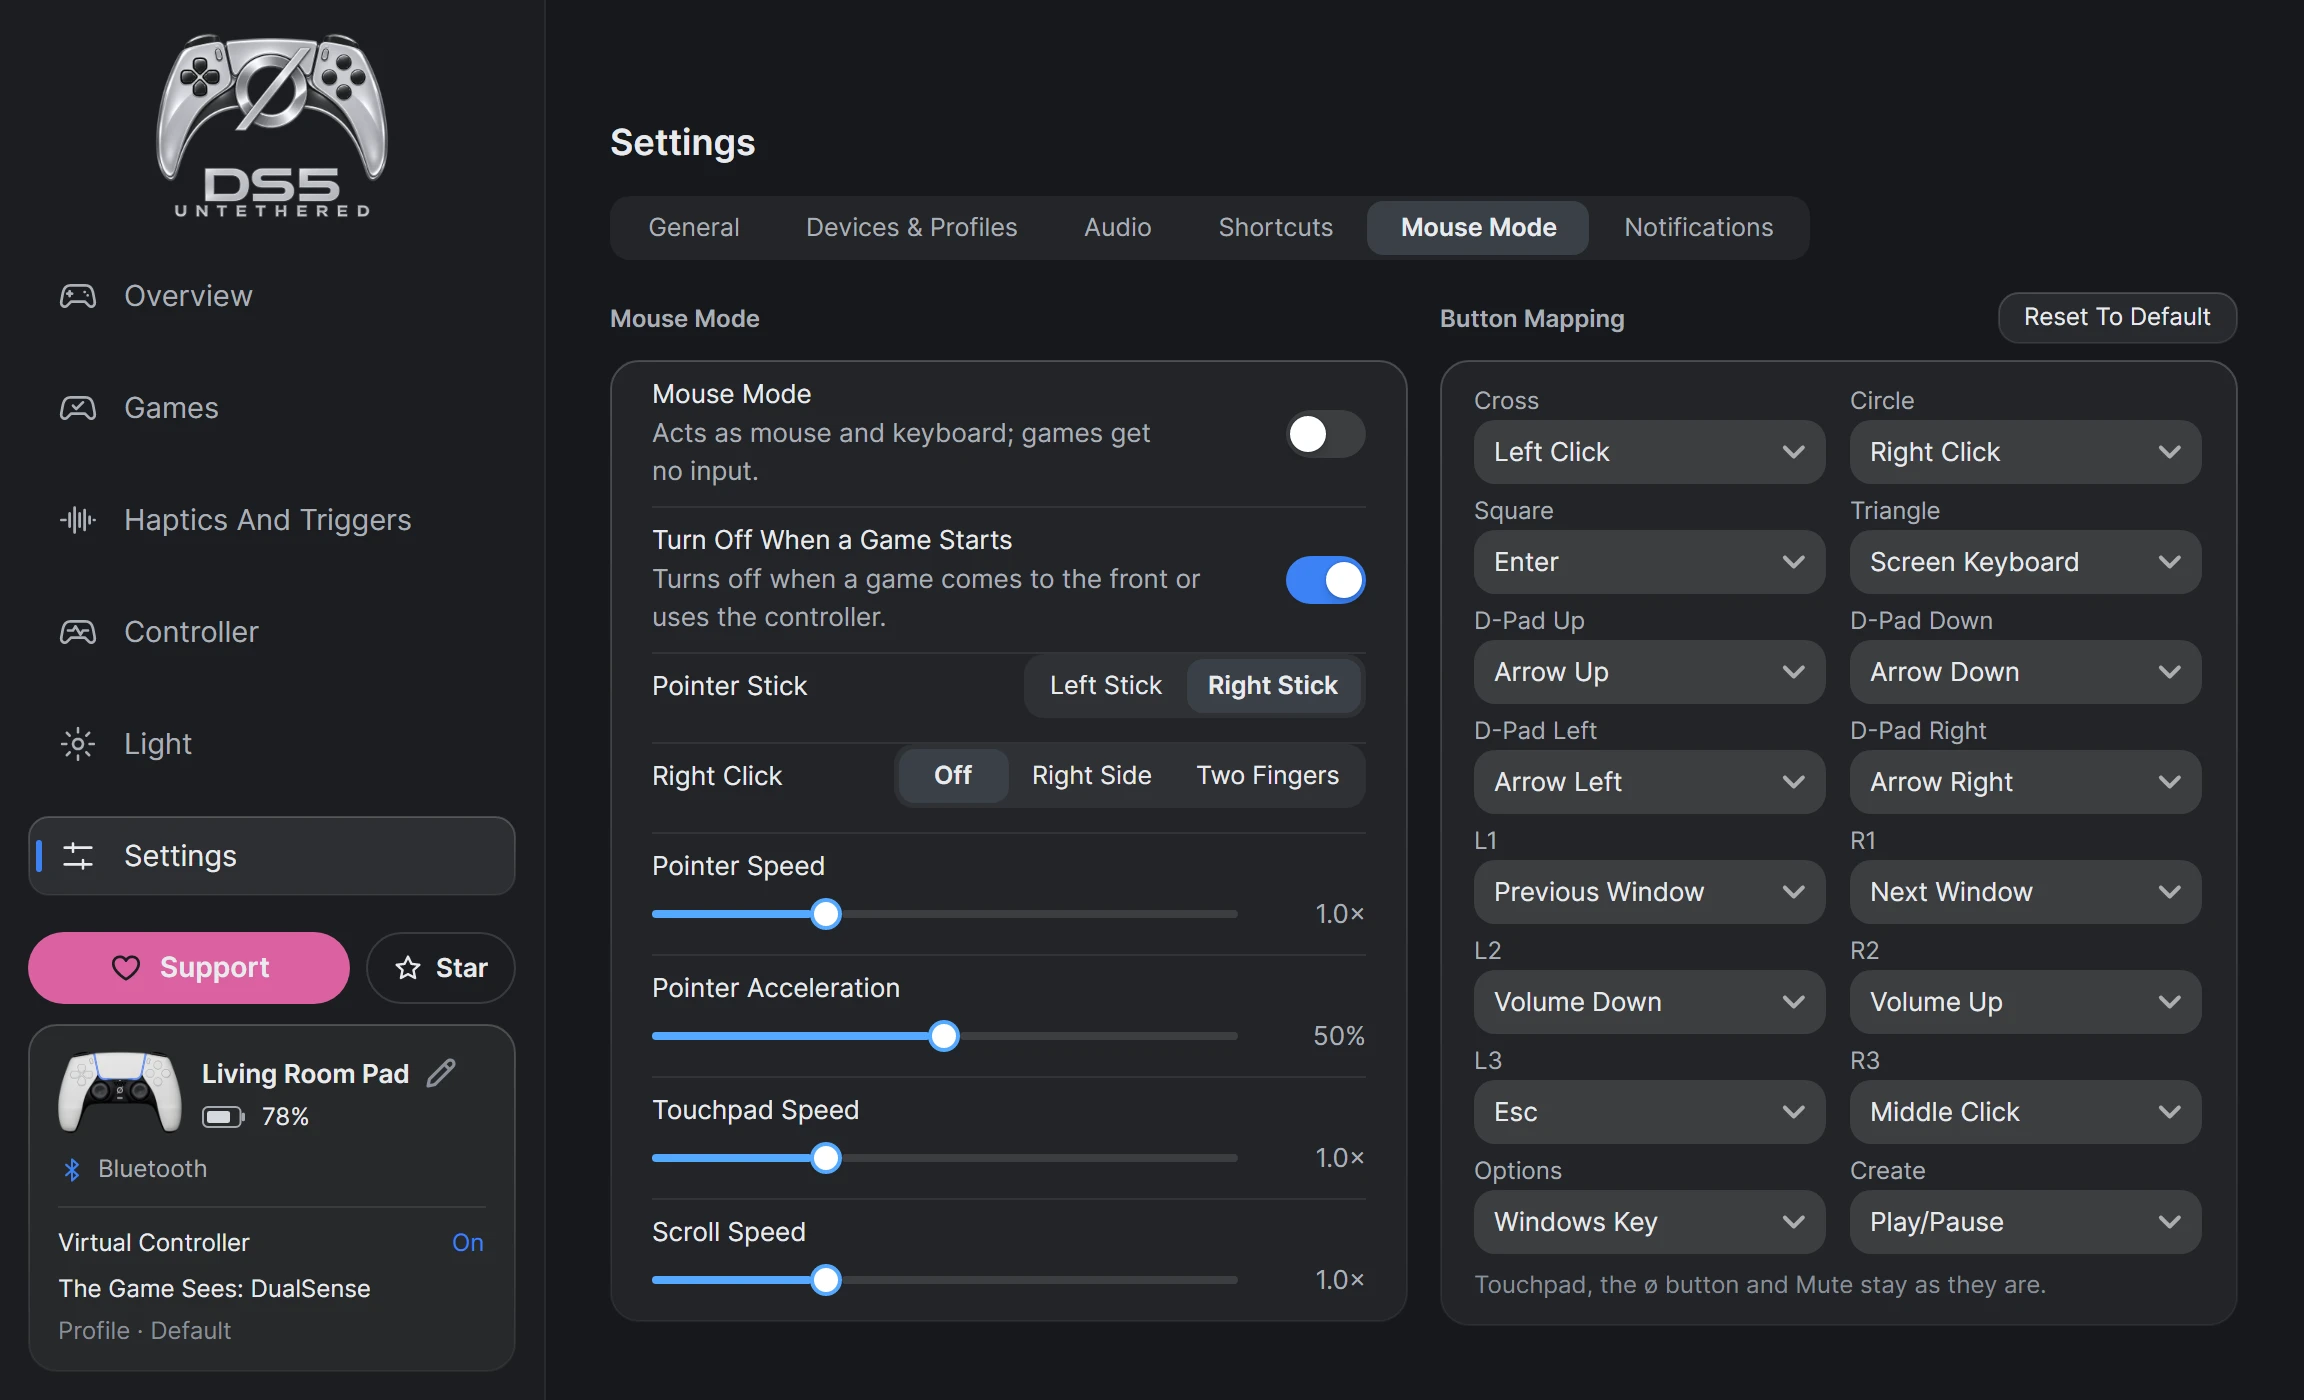 DS5
UNTETHERED
Overview
Games
Haptics And Triggers
Controller
Light
Settings
Support
Star
Living Room Pad
78%
Bluetooth
Virtual Controller
On
The Game Sees: DualSense
Profile · Default
Settings
General
Devices & Profiles
Audio
Shortcuts
Mouse Mode
Notifications
Mouse Mode
Mouse Mode
Acts as mouse and keyboard; games get
no input.
Turn Off When a Game Starts
Turns off when a game comes to the front or
uses the controller.
Pointer Stick
Left Stick
Right Stick
Right Click
Off
Right Side
Two Fingers
Pointer Speed
1.0×
Pointer Acceleration
50%
Touchpad Speed
1.0×
Scroll Speed
1.0×
Button Mapping
Reset To Default
Cross
Left Click
Circle
Right Click
Square
Enter
Triangle
Screen Keyboard
D-Pad Up
Arrow Up
D-Pad Down
Arrow Down
D-Pad Left
Arrow Left
D-Pad Right
Arrow Right
L1
Previous Window
R1
Next Window
L2
Volume Down
R2
Volume Up
L3
Esc
R3
Middle Click
Options
Windows Key
Create
Play/Pause
Touchpad, the ø button and Mute stay as they are.